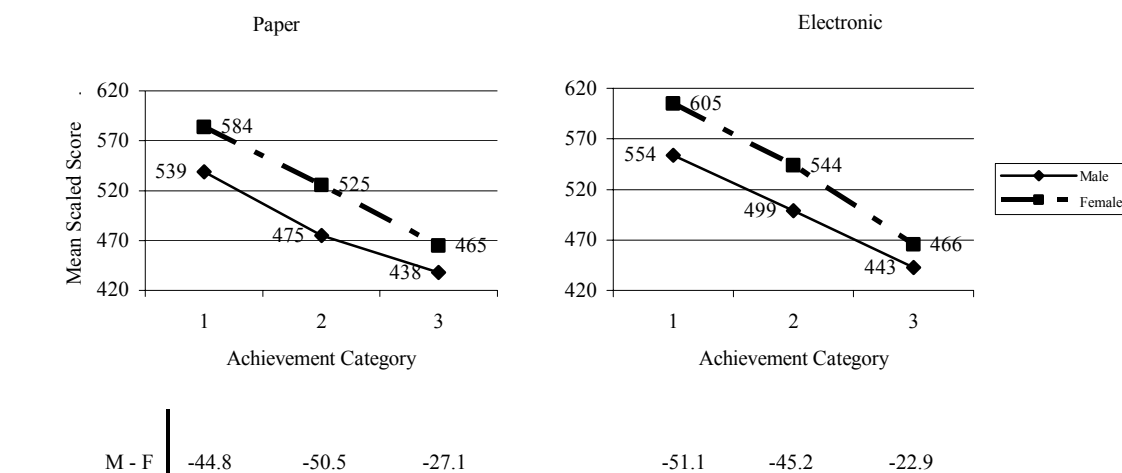 Paper
Electronic
Mean Scaled Score
620
570
520
470
420
584
539
525
475
465
438
1 2 3
Achievement Category
620
570
520
470
420
605
554
544
499
466
443
1 2 3
Achievement Category
Male
Female
M - F -44.8 -50.5 -27.1 -51.1 -45.2 -22.9